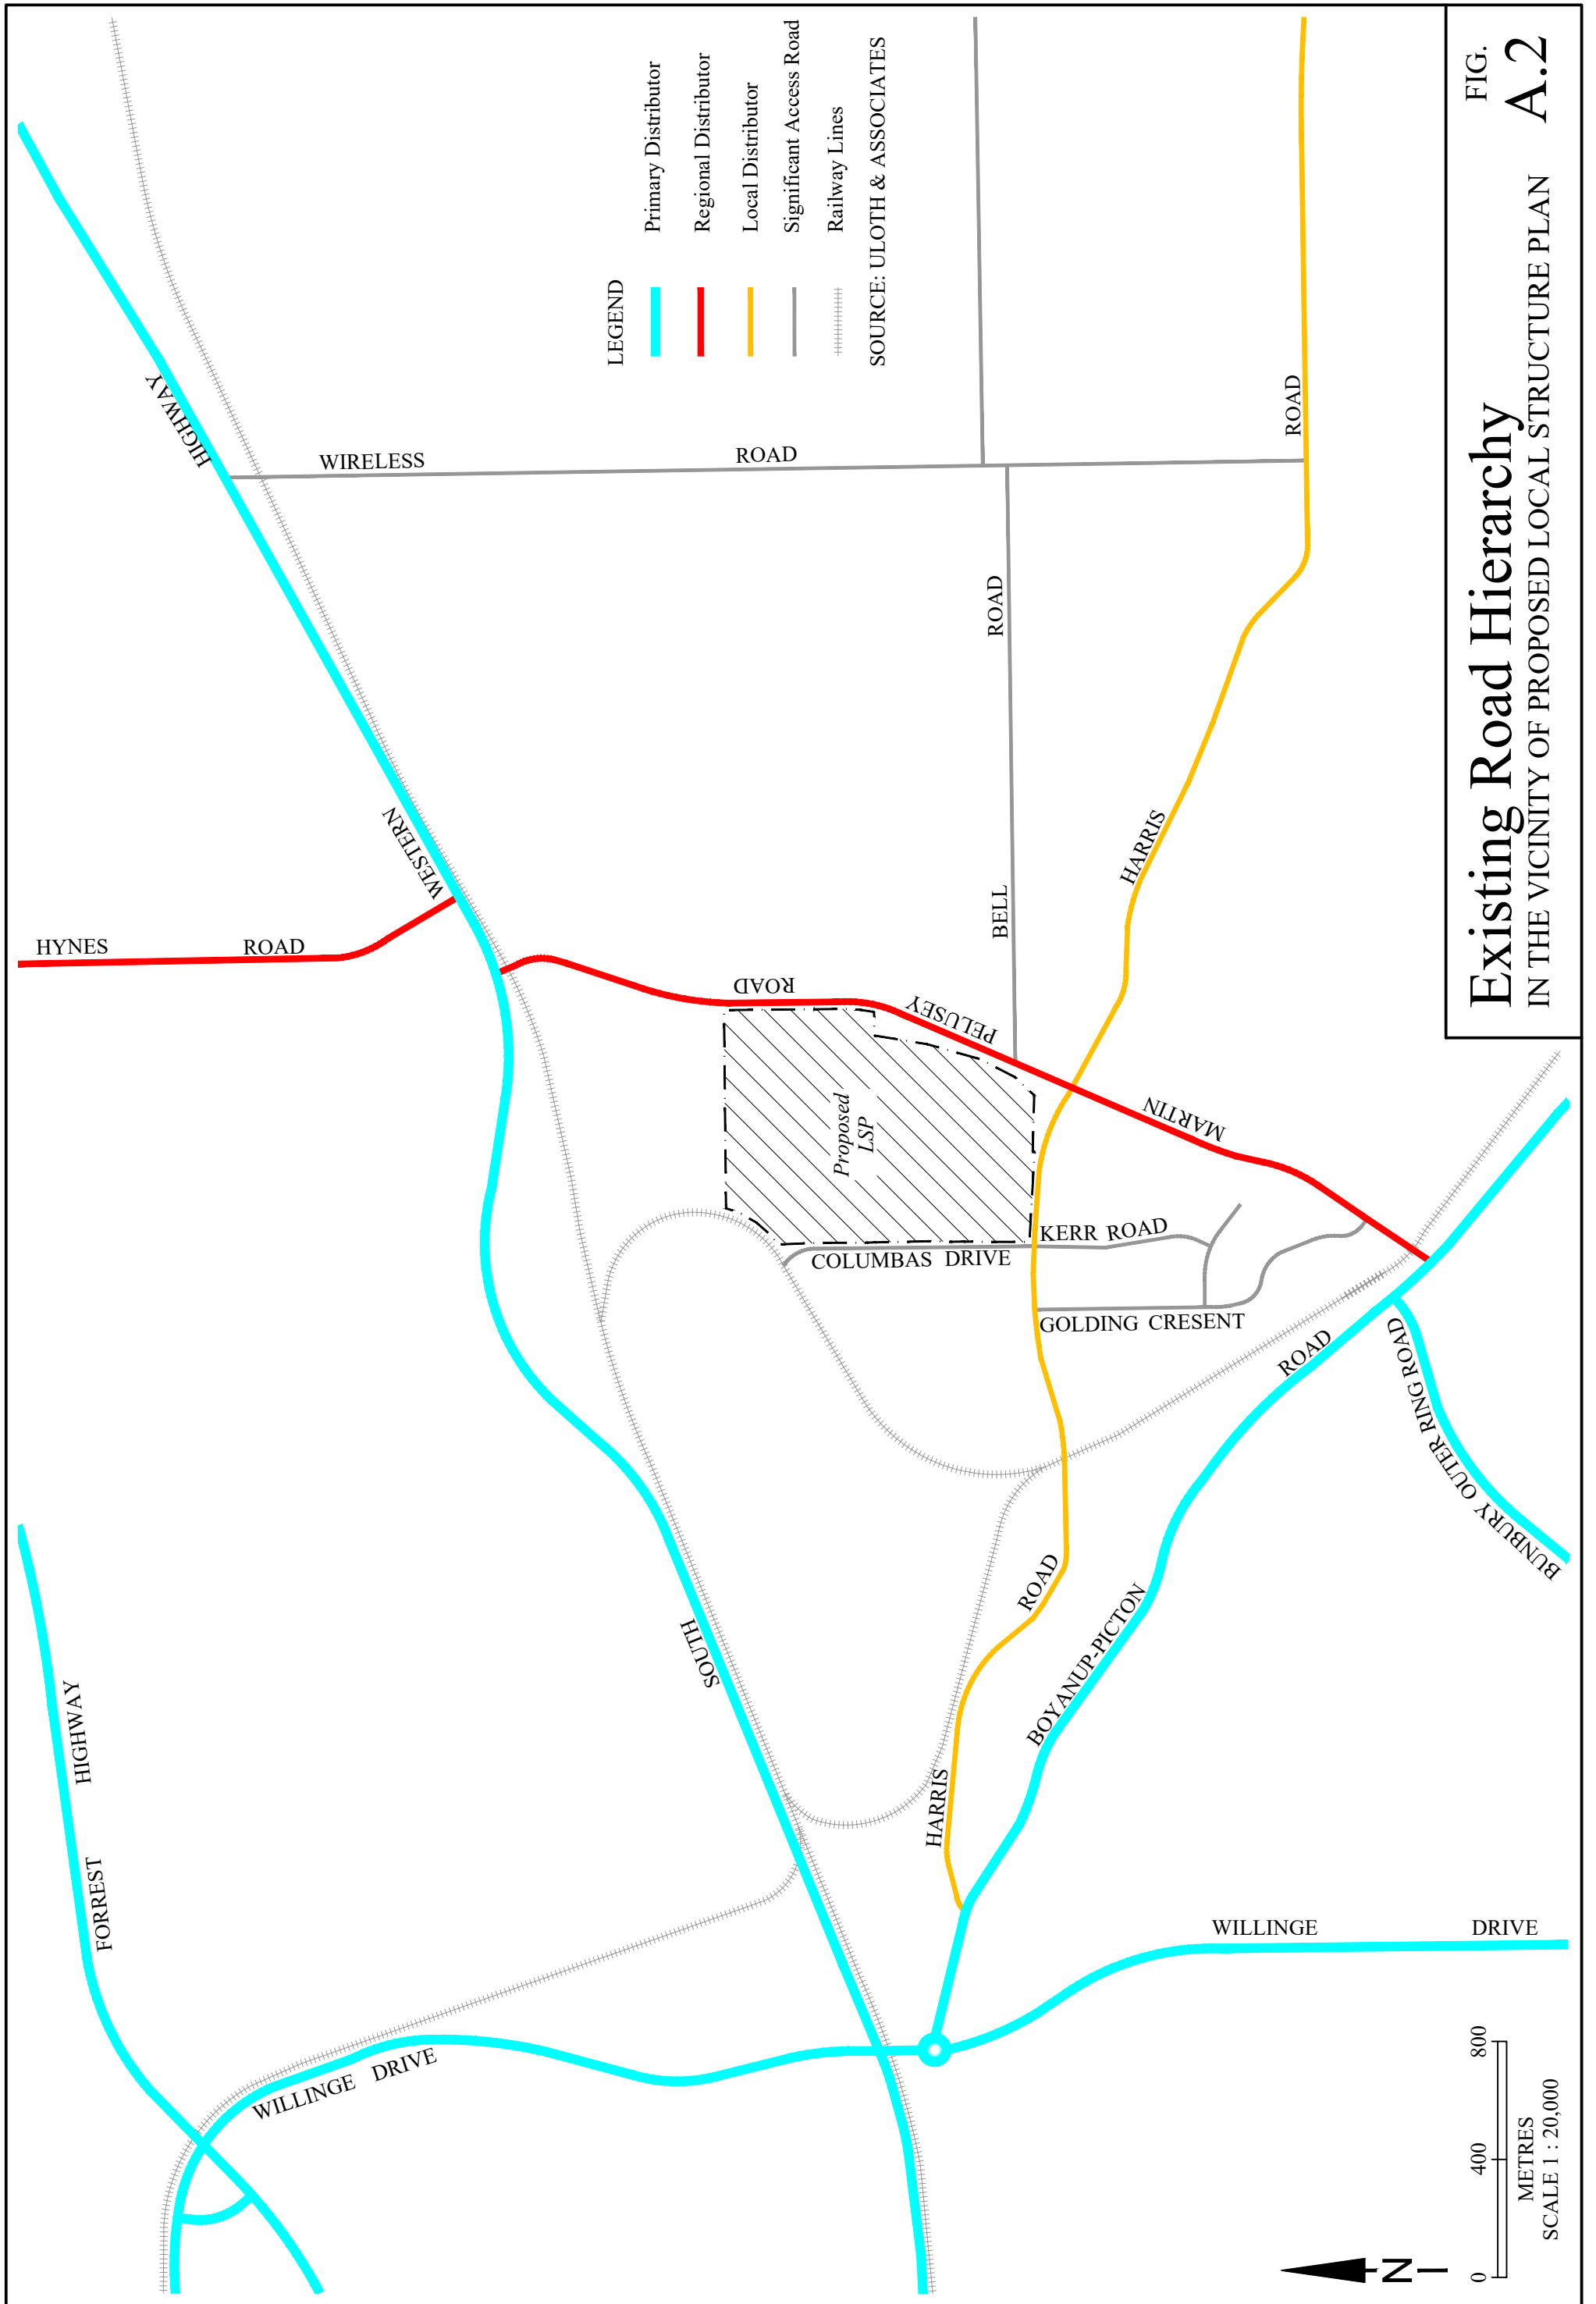 HIGHWAY
WIRELESS ROAD
WESTERN
HYNES ROAD
ROAD
PELUSEY
MARTIN
BELL ROAD
HARRIS ROAD
Proposed
LSP
COLUMBAS DRIVE
KERR ROAD
GOLDING CRESENT
ROAD
BOYANUP-PICTON
BUNBURY OUTER RING ROAD
ROAD
HARRIS
SOUTH
FORREST HIGHWAY
WILLINGE DRIVE
WILLINGE DRIVE
LEGEND
Primary Distributor
Regional Distributor
Local Distributor
Significant Access Road
Railway Lines
SOURCE: ULOTH & ASSOCIATES
N
0 400 800
METRES
SCALE 1 : 20,000
Existing Road Hierarchy
IN THE VICINITY OF PROPOSED LOCAL STRUCTURE PLAN
FIG.
A.2